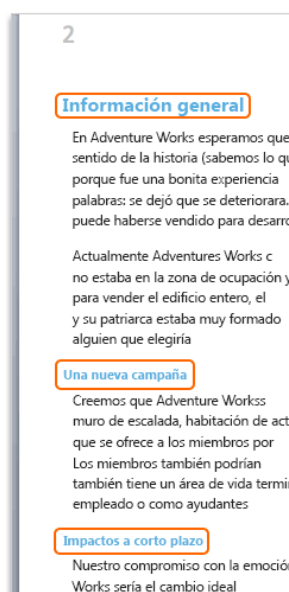 2
Información general
En Adventure Works esperamos que
sentido de la historia (sabemos lo
porque fue una bonita experiencia
palabras: se dejó que se deteriorara.
puede haberse vendido para
Actualmente Adventures Works c
no estaba en la zona de ocupación y
para vender el edificio entero, el
y su patriarca estaba muy formado
alguien que elegiría
Una nueva campaña
Creemos que Adventure Workss
muro de escalada, habitación de
que se ofrece a los miembros por
Los miembros también podrían
también tiene un área de vida
empleado o como ayudantes
Impactos a corto plazo
Nuestro compromiso con la emoción
Works sería el cambio ideal